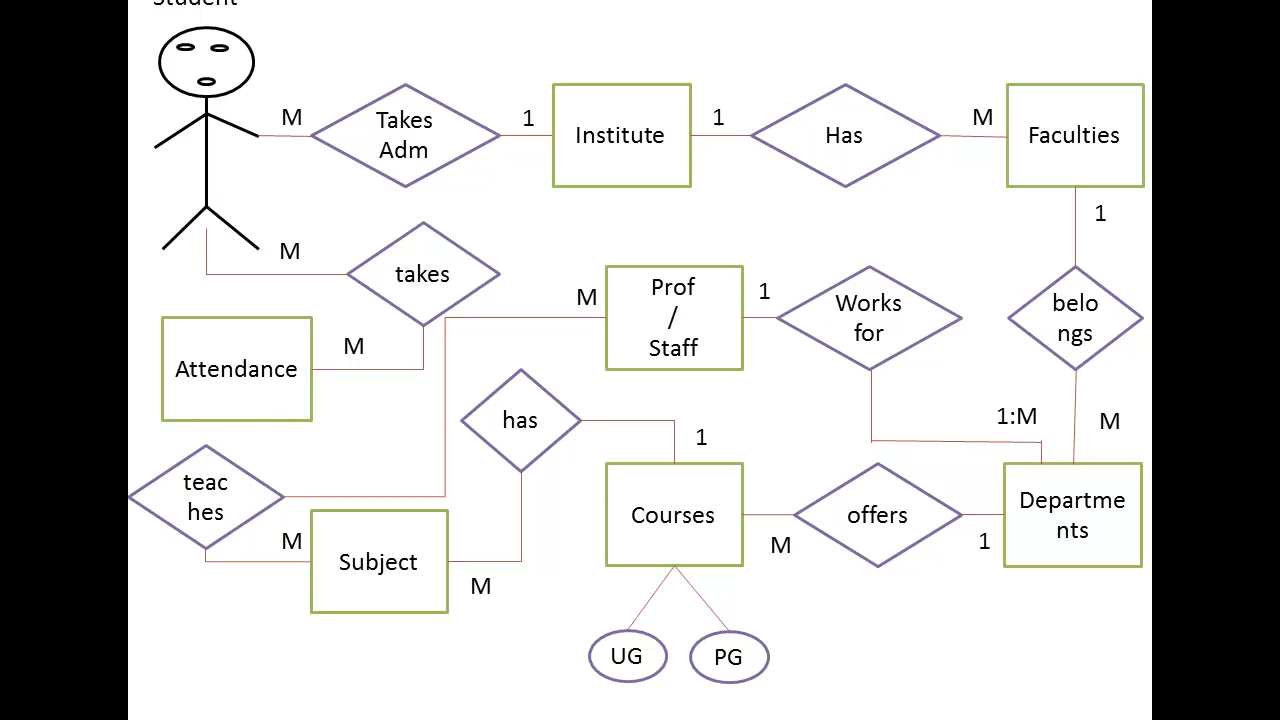 Student
M
Takes
Adm
1
Institute
1
Has
M
Faculties
1
M
takes
M
Attendance
M
Prof
/
Staff
1
Works
for
belo
ngs
1:M
M
has
1
teac
hes
M
Subject
M
Courses
M
offers
1
Departme
nts
UG
PG